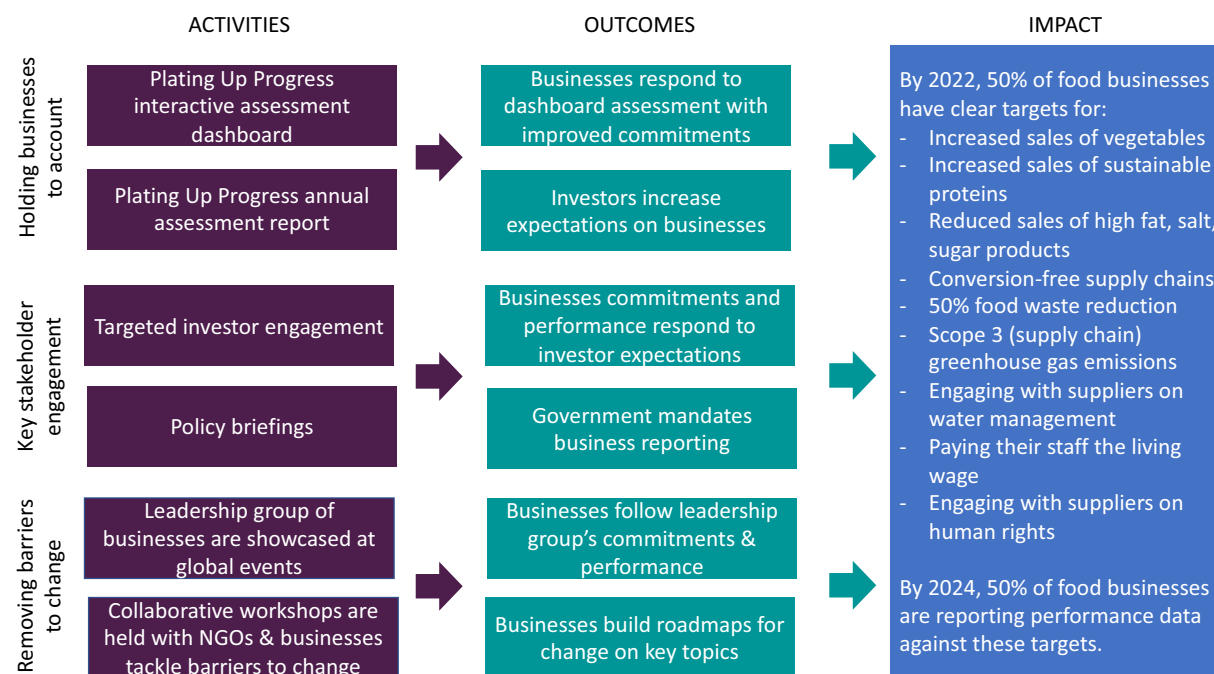 ACTIVITIES
OUTCOMES
IMPACT
Holding businesses
to account
Plating Up Progress
interactive assessment
dashboard
Plating Up Progress annual
assessment report
Businesses respond to
dashboard assessment with
improved commitments
Investors increase
expectations on businesses
Key stakeholder
engagement
Targeted investor engagement
Policy briefings
Businesses commitments and
performance respond to
investor expectations
Government mandates
business reporting
Removing barriers
to change
Leadership group of
businesses are showcased at
global events
Collaborative workshops are
held with NGOs & businesses
tackle barriers to change
Businesses follow leadership
group's commitments &
performance
Businesses build roadmaps for
change on key topics
By 2022, 50% of food businesses
have clear targets for:
- Increased sales of vegetables
- Increased sales of sustainable
proteins
- Reduced sales of high fat, salt,
sugar products
- Conversion-free supply chains
- 50% food waste reduction
- Scope 3 (supply chain)
greenhouse gas emissions
- Engaging with suppliers on
water management
- Paying their staff the living
wage
- Engaging with suppliers on
human rights
By 2024, 50% of food businesses
are reporting performance data
against these targets.